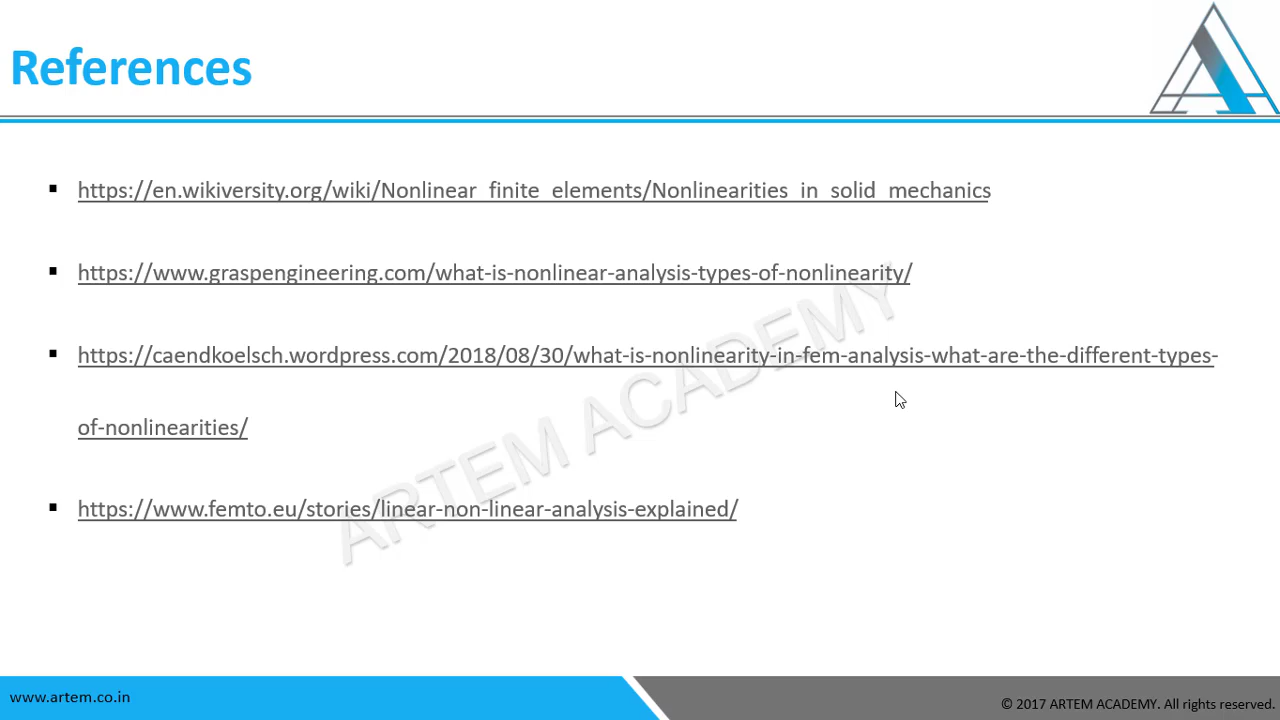 References
https://en.wikiversity.org/wiki/Nonlinear_finite_elements/Nonlinearities_in_solid_mechanics
https://www.graspengineering.com/what-is-nonlinear-analysis-types-of-nonlinearity/
https://caendkoelsch.wordpress.com/2018/08/30/what-is-nonlinearity-in-fem-analysis-what-are-the-different-types-
of-nonlinearities/
https://www.femto.eu/stories/linear-non-linear-analysis-explained/
ARTEM ACADEMY
www.artem.co.in
© 2017 ARTEM ACADEMY. All rights reserved.